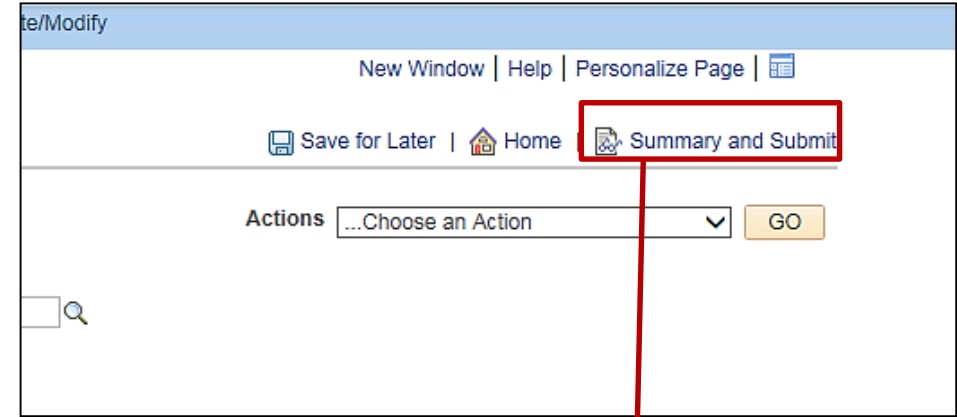 te/Modify
New Window | Help | Personalize Page |
Save for Later | Home | Summary and Submit
Actions ...Choose an Action GO